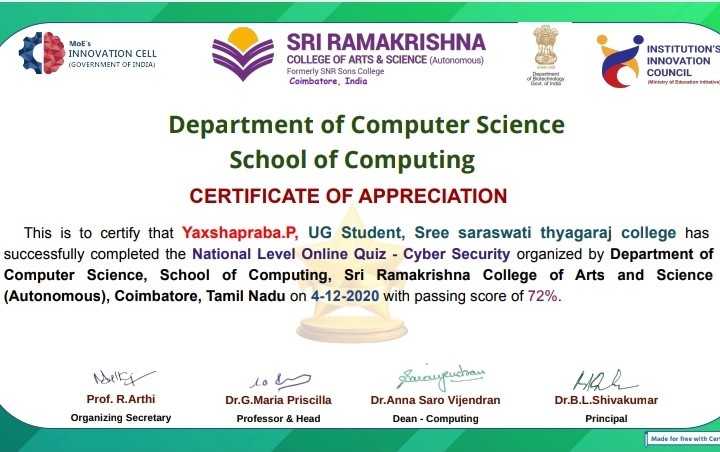 MoE's
INNOVATION CELL
(GOVERNMENT OF INDIA)
SRI RAMAKRISHNA
COLLEGE OF ARTS & SCIENCE (Autonomous)
Formerly SNR Sons College
Coimbatore, India
Department
of Biotechnology
Govt. of India
INSTITUTION'S
INNOVATION
COUNCIL
(Ministry of Education Initiative)
Department of Computer Science
School of Computing
CERTIFICATE OF APPRECIATION
This is to certify that Yaxshapraba.P, UG Student, Sree saraswati thyagaraj college has
successfully completed the National Level Online Quiz - Cyber Security organized by Department of
Computer Science, School of Computing, Sri Ramakrishna College of Arts and Science
(Autonomous), Coimbatore, Tamil Nadu on 4-12-2020 with passing score of 72%.
Prof. R.Arthi
Organizing Secretary
Dr.G.Maria Priscilla
Professor & Head
Dr.Anna Saro Vijendran
Dean - Computing
Dr.B.L.Shivakumar
Principal
Made for free with Cert